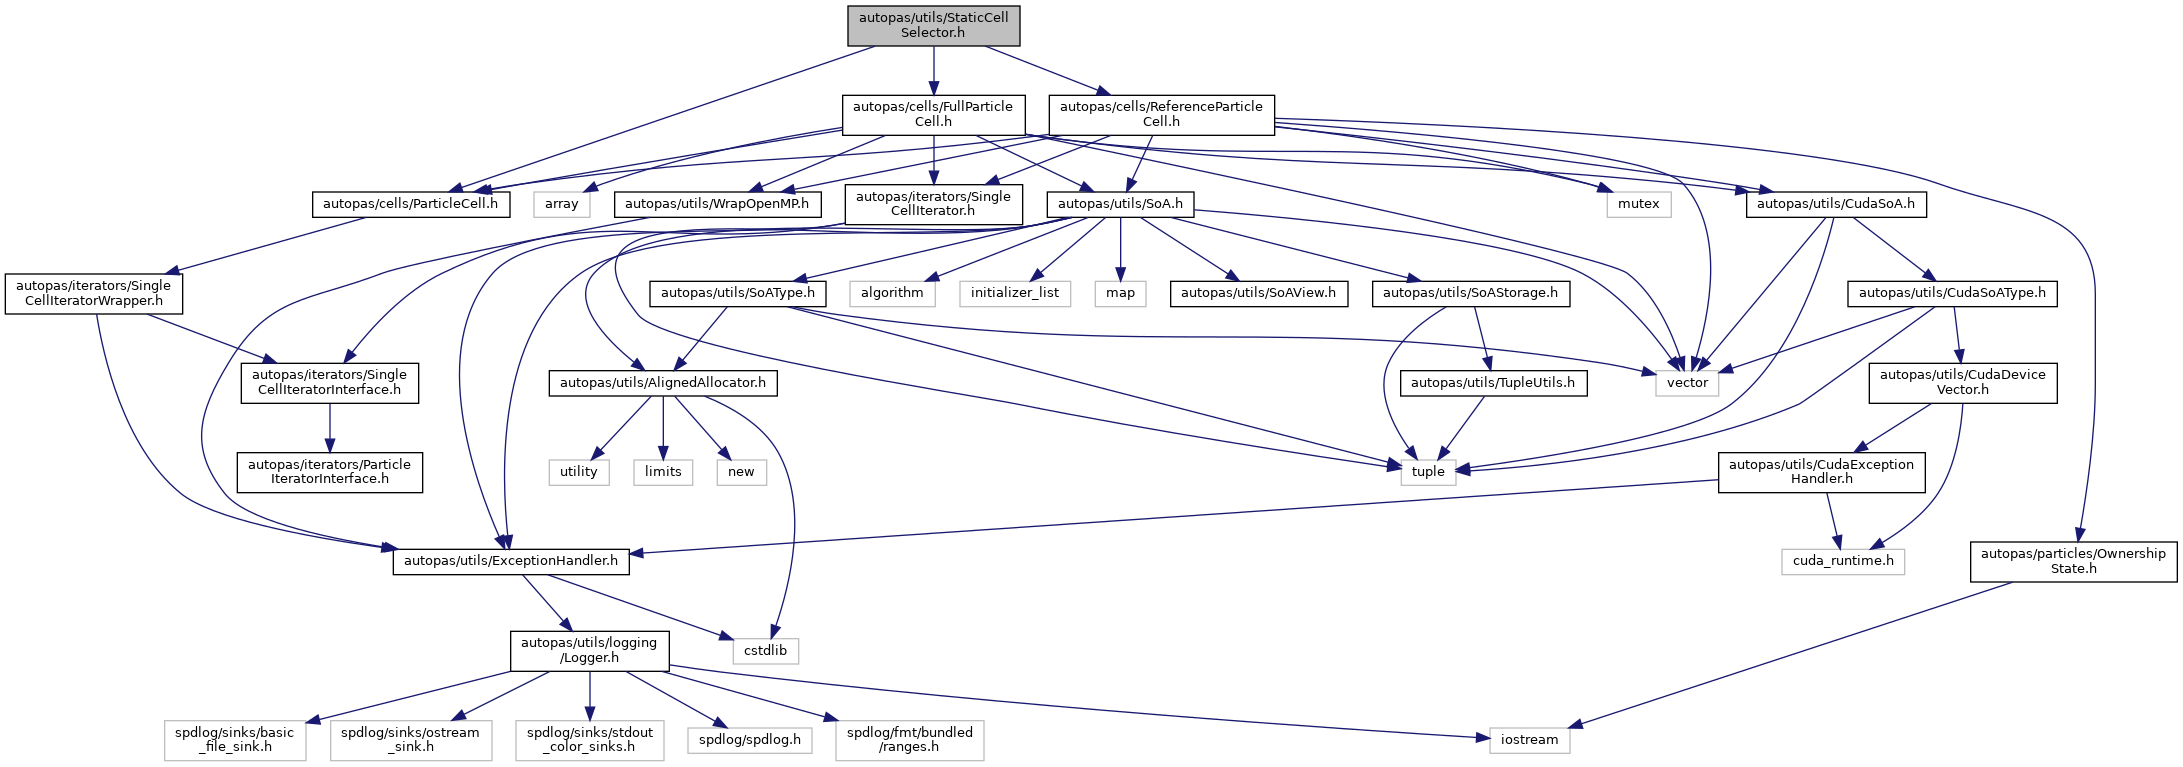 autopas/utils/StaticCell
Selector.h
autopas/cells/FullParticle
Cell.h
autopas/cells/ReferenceParticle
Cell.h
autopas/cells/ParticleCell.h
array
autopas/utils/WrapOpenMP.h
autopas/iterators/Single
CellIterator.h
autopas/utils/SoA.h
mutex
autopas/utils/CudaSoA.h
autopas/iterators/Single
CellIteratorWrapper.h
autopas/utils/SoAType.h
algorithm
initializer_list
map
autopas/utils/SoAView.h
autopas/utils/SoAStorage.h
autopas/utils/CudaSoAType.h
autopas/iterators/Single
CellIteratorInterface.h
autopas/utils/AlignedAllocator.h
autopas/utils/TupleUtils.h
vector
autopas/utils/CudaDevice
Vector.h
autopas/iterators/Particle
IteratorInterface.h
utility
limits
new
tuple
autopas/utils/CudaException
Handler.h
autopas/utils/ExceptionHandler.h
cuda_runtime.h
autopas/particles/Ownership
State.h
autopas/utils/logging
/Logger.h
cstdlib
spdlog/sinks/basic
_file_sink.h
spdlog/sinks/ostream
_sink.h
spdlog/sinks/stdout
_color_sinks.h
spdlog/spdlog.h
spdlog/fmt/bundled
/ranges.h
iostream